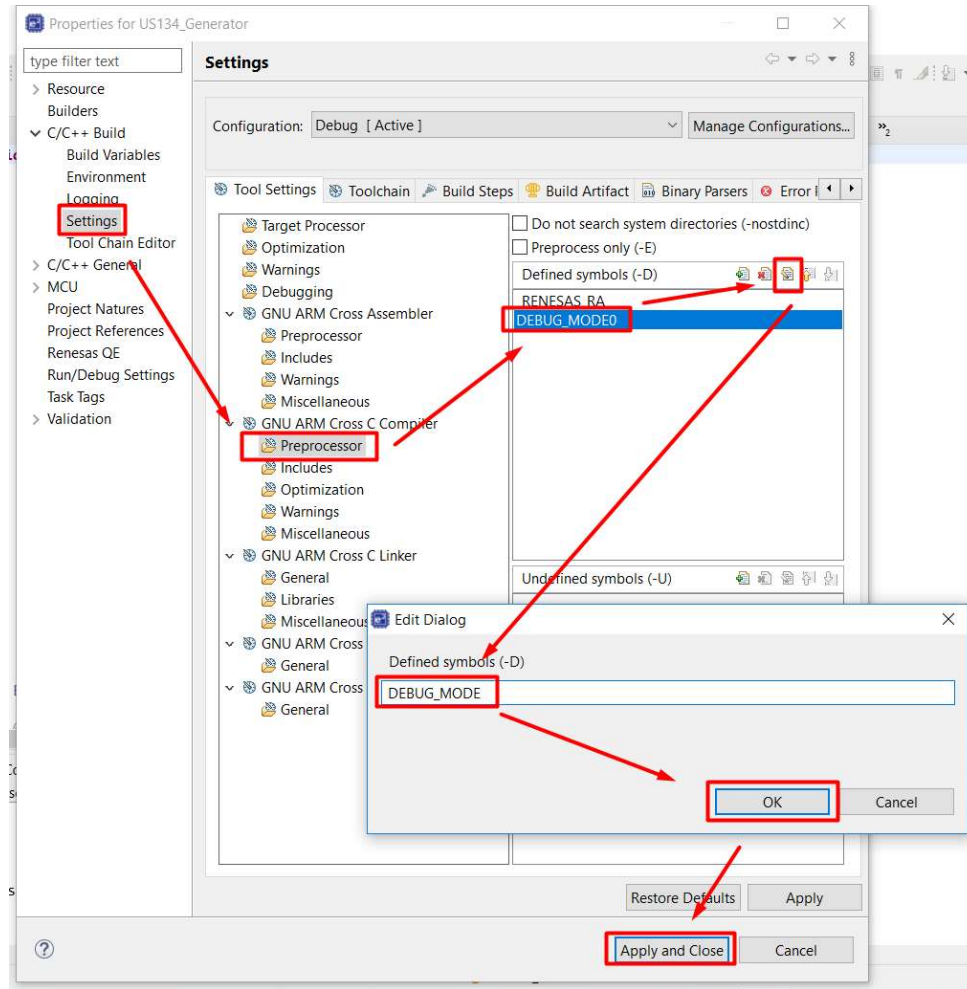 Properties for US134_Generator
type filter text
Resource
Builders
C/C++ Build
Build Variables
Environment
Logging
Settings
Tool Chain Editor
C/C++ General
MCU
Project Natures
Project References
Renesas QE
Run/Debug Settings
Task Tags
Validation
Settings
Configuration: Debug [ Active ]
Manage Configurations...
Tool Settings Toolchain Build Steps Build Artifact Binary Parsers Error
Target Processor
Optimization
Warnings
Debugging
GNU ARM Cross Assembler
Preprocessor
Includes
Warnings
Miscellaneous
GNU ARM Cross C Compiler
Preprocessor
Includes
Optimization
Warnings
Miscellaneous
GNU ARM Cross C Linker
General
Libraries
Miscellaneous
GNU ARM Cross
General
GNU ARM Cross
General
Do not search system directories (-nostdinc)
Preprocess only (-E)
Defined symbols (-D)
RENESAS_RA
DEBUG_MODE0
Undefined symbols (-U)
Edit Dialog
Defined symbols (-D)
DEBUG_MODE
OK Cancel
Restore Defaults Apply
Apply and Close Cancel